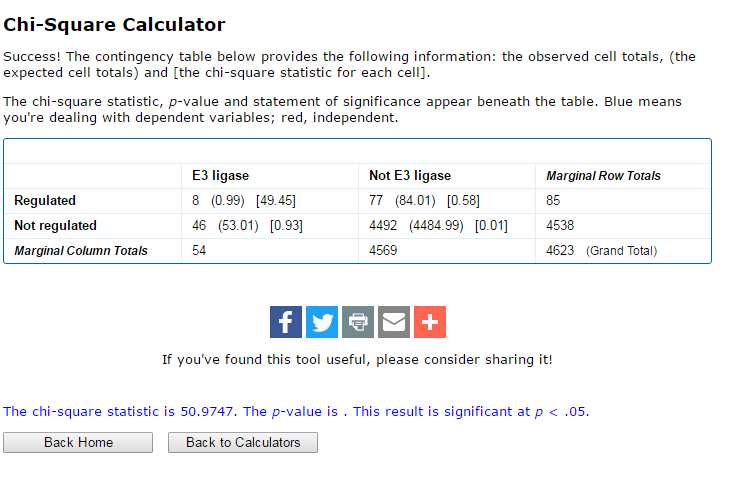 Chi-Square Calculator
Success! The contingency table below provides the following information: the observed cell totals, (the
expected cell totals) and [the chi-square statistic for each cell].
The chi-square statistic, p-value and statement of significance appear beneath the table. Blue means
you're dealing with dependent variables; red, independent.
E3 ligase Not E3 ligase Marginal Row Totals
Regulated 8 (0.99) [49.45] 77 (84.01) [0.58] 85
Not regulated 46 (53.01) [0.93] 4492 (4484.99) [0.01] 4538
Marginal Column Totals 54 4569 4623 (Grand Total)
If you've found this tool useful, please consider sharing it!
The chi-square statistic is 50.9747. The p-value is . This result is significant at p < .05.
Back Home Back to Calculators